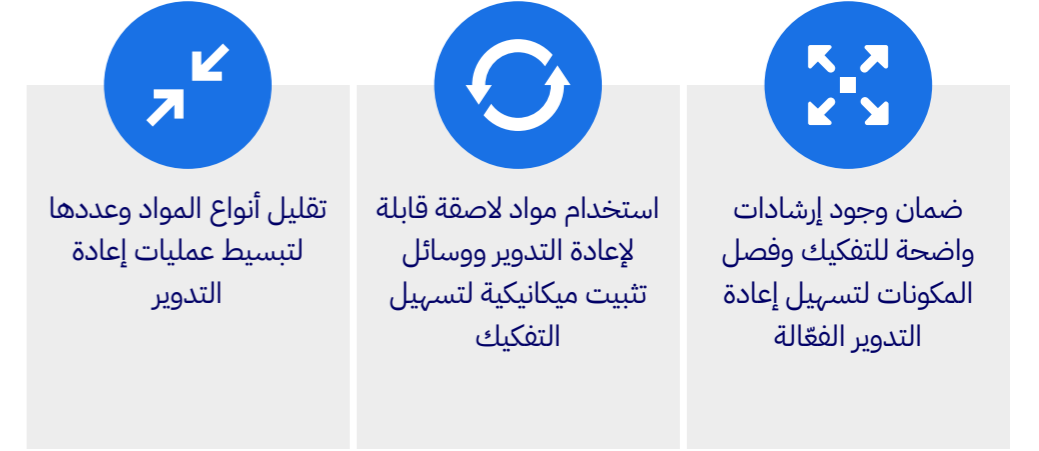 ضمان وجود إرشادات
واضحة للتفكيك وفصل
المكونات لتسهيل إعادة
التدوير الفعّالة
استخدام مواد لاصقة قابلة
لإعادة التدوير ووسائل
تثبيت ميكانيكية لتسهيل
التفكيك
تقليل أنواع المواد وعددها
لتبسيط عمليات إعادة
التدوير